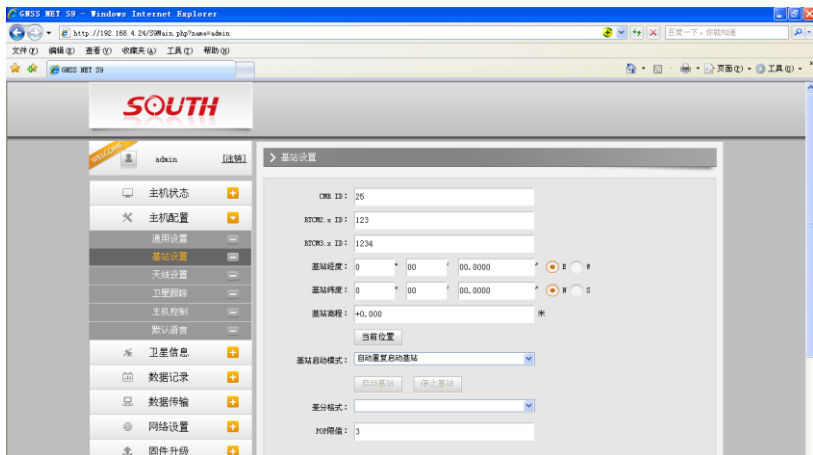 GNSS NET S9 - Windows Internet Explorer
http://192.168.4.24/S9Main.php?name=admin
百度一下，你就知道
文件(F) 编辑(E) 查看(V) 收藏夹(A) 工具(T) 帮助(H)
GNSS NET S9
页面(P) 工具(O)
SOUTH
WELCOME
admin [注销]
基站设置
主机状态
主机配置
通用设置
基站设置
天线设置
卫星跟踪
主机控制
默认语言
卫星信息
数据记录
数据传输
网络设置
固件升级
CMR ID: 25
RTCM2.x ID: 123
RTCM3.x ID: 1234
基站经度: 0 ° 00 ′ 00.0000 ″ E W
基站纬度: 0 ° 00 ′ 00.0000 ″ N S
基站高程: +0.000 米
当前位置
基站启动模式: 自动重复启动基站
启动基站 停止基站
差分格式:
PDP限值: 3